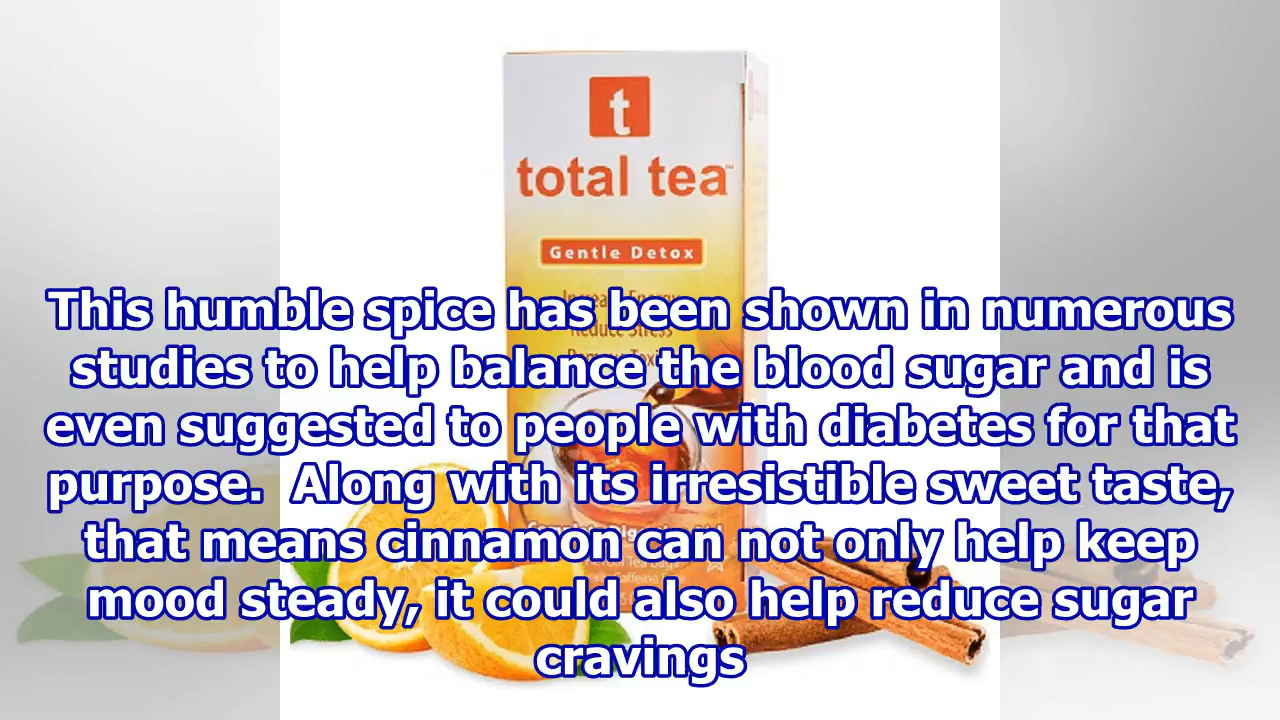 t
total tea™
Gentle Detox
This humble spice has been shown in numerous
studies to help balance the blood sugar and is
even suggested to people with diabetes for that
purpose.  Along with its irresistible sweet taste,
that means cinnamon can not only help keep
mood steady, it could also help reduce sugar
cravings